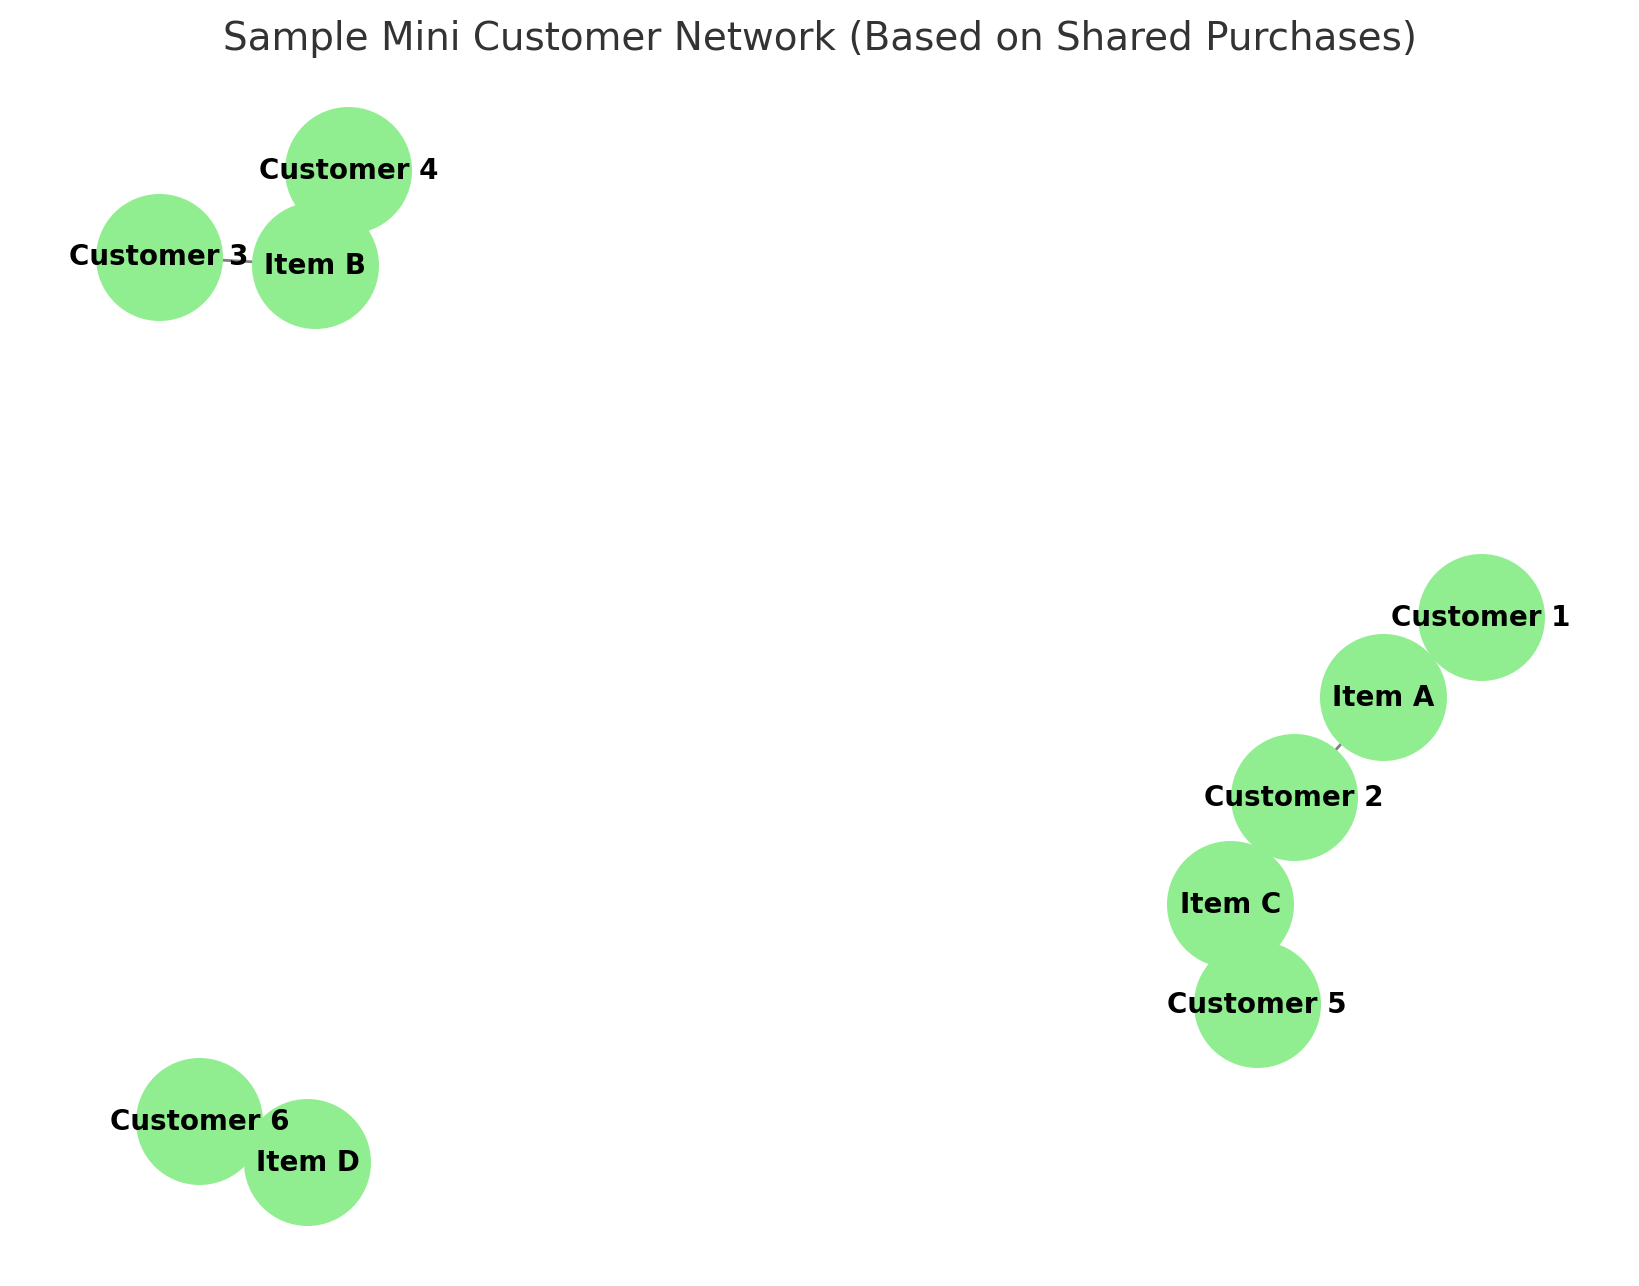 Sample Mini Customer Network (Based on Shared Purchases)
Customer 4
Customer 3
Item B
Customer 1
Item A
Customer 2
Item C
Customer 5
Customer 6
Item D